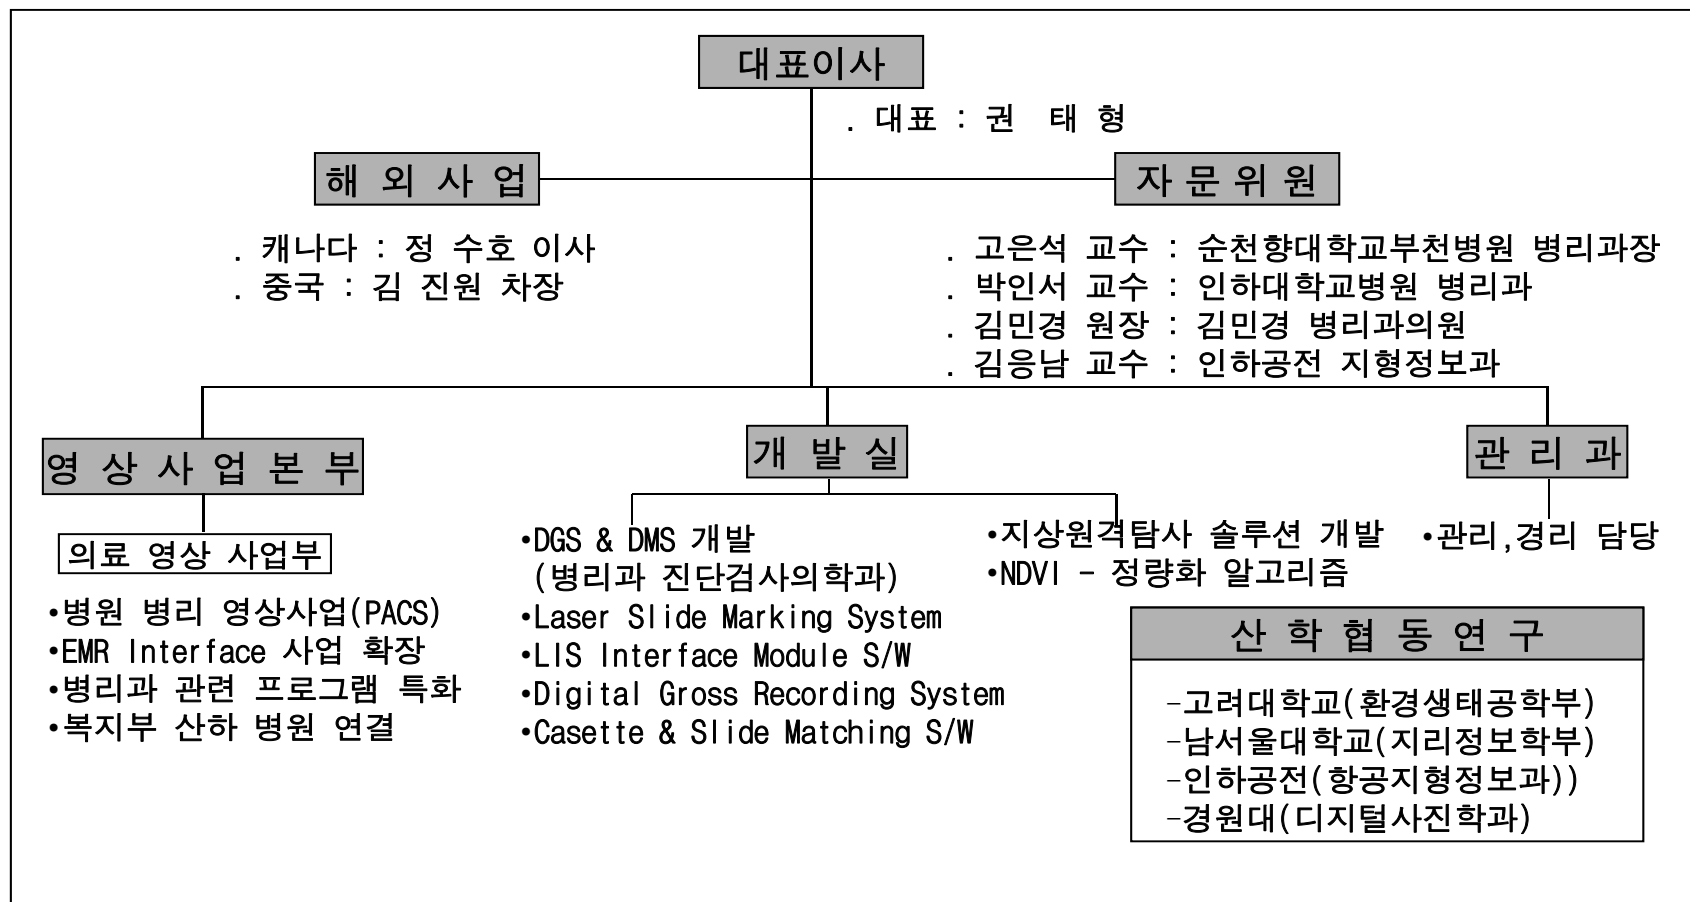 대표이사
. 대표 : 권 태 형
해 외 사 업
. 캐나다 : 정 수호 이사
. 중국 : 김 진원 차장
자 문 위 원
. 고은석 교수 : 순천향대학교부천병원 병리과장
. 박인서 교수 : 인하대학교병원 병리과
. 김민경 원장 : 김민경 병리과의원
. 김응남 교수 : 인하공전 지형정보과
영 상 사 업 본 부
의료 영상 사업부
•병원 병리 영상사업(PACS)
•EMR Interface 사업 확장
•병리과 관련 프로그램 특화
•복지부 산하 병원 연결
개 발 실
•DGS & DMS 개발
(병리과 진단검사의학과)
•Laser Slide Marking System
•LIS Interface Module S/W
•Digital Gross Recording System
•Casette & Slide Matching S/W
•지상원격탐사 솔루션 개발
•NDVI - 정량화 알고리즘
관 리 과
•관리,경리 담당
산 학 협 동 연 구
-고려대학교(환경생태공학부)
-남서울대학교(지리정보학부)
-인하공전(항공지형정보과))
-경원대(디지털사진학과)